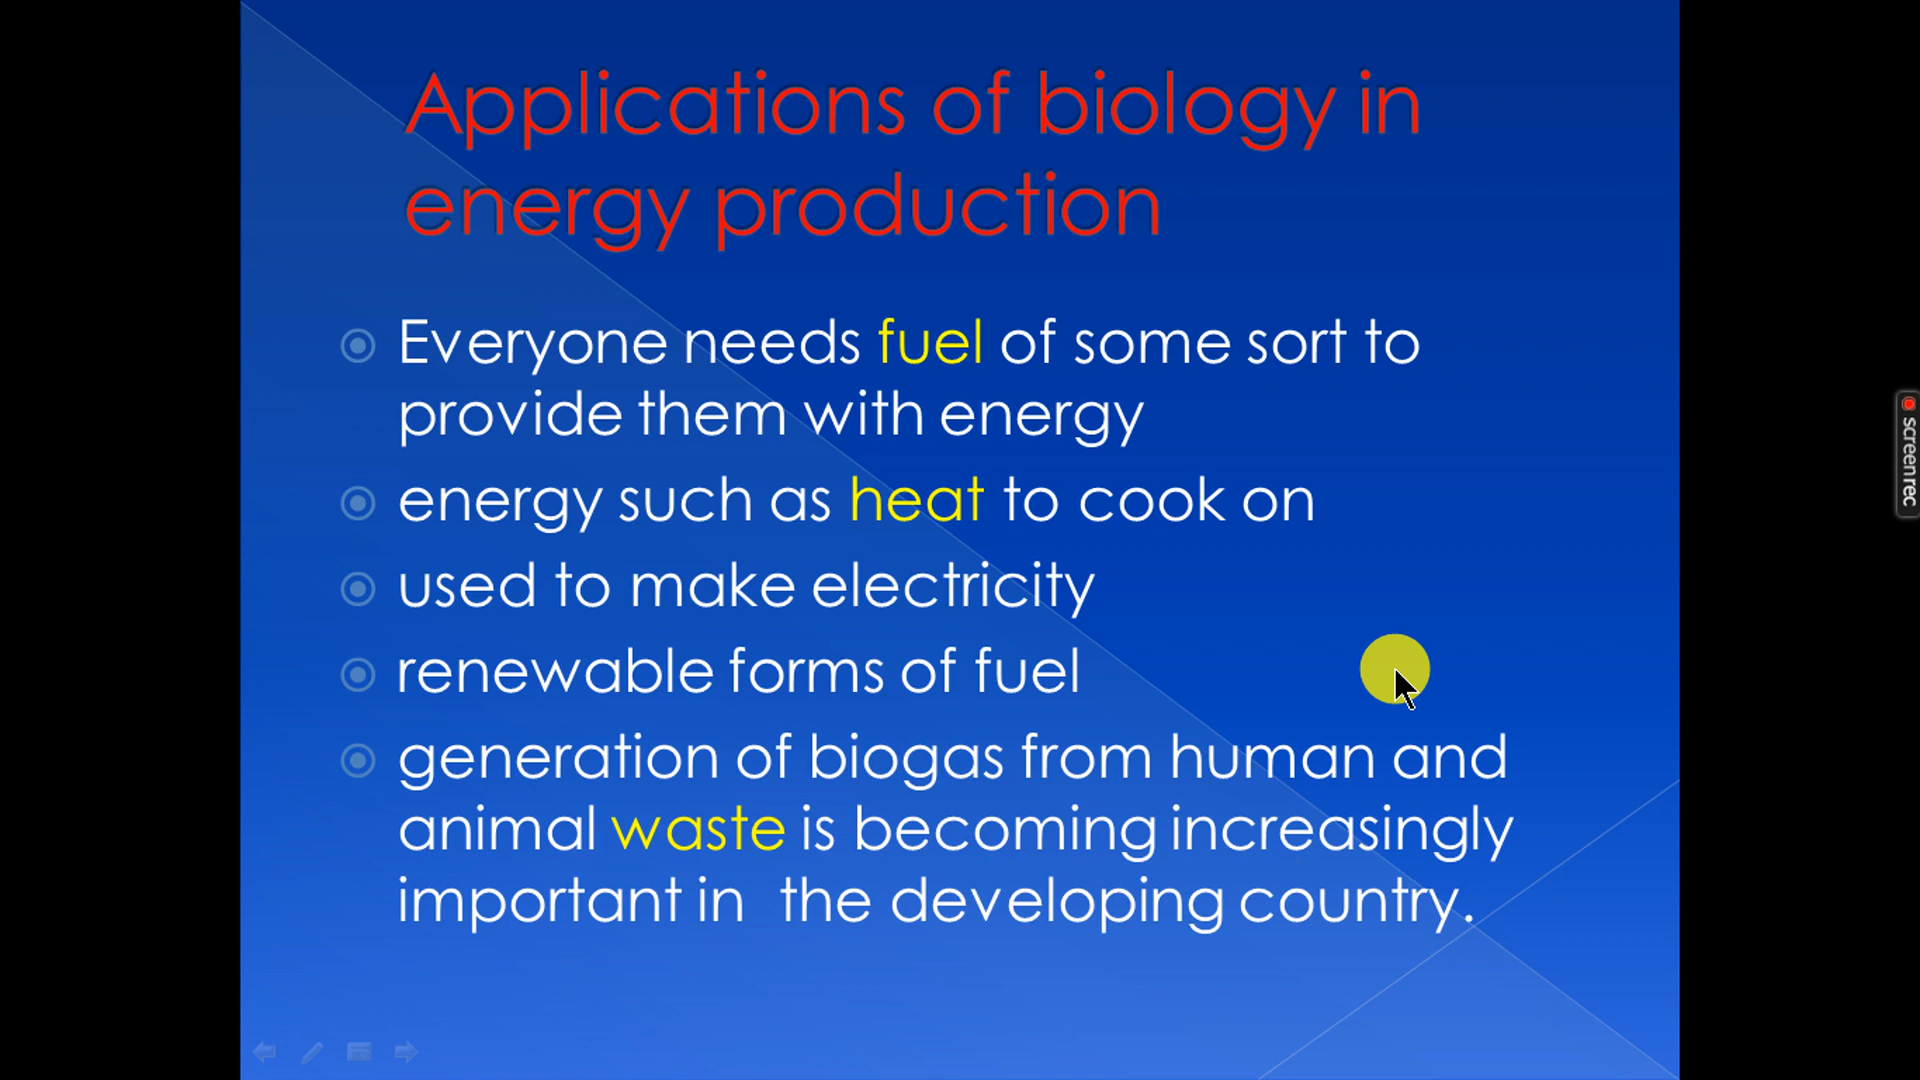 Applications of biology in
energy production
Everyone needs fuel of some sort to
provide them with energy
energy such as heat to cook on
used to make electricity
renewable forms of fuel
generation of biogas from human and
animal waste is becoming increasingly
important in  the developing country.
screenrec